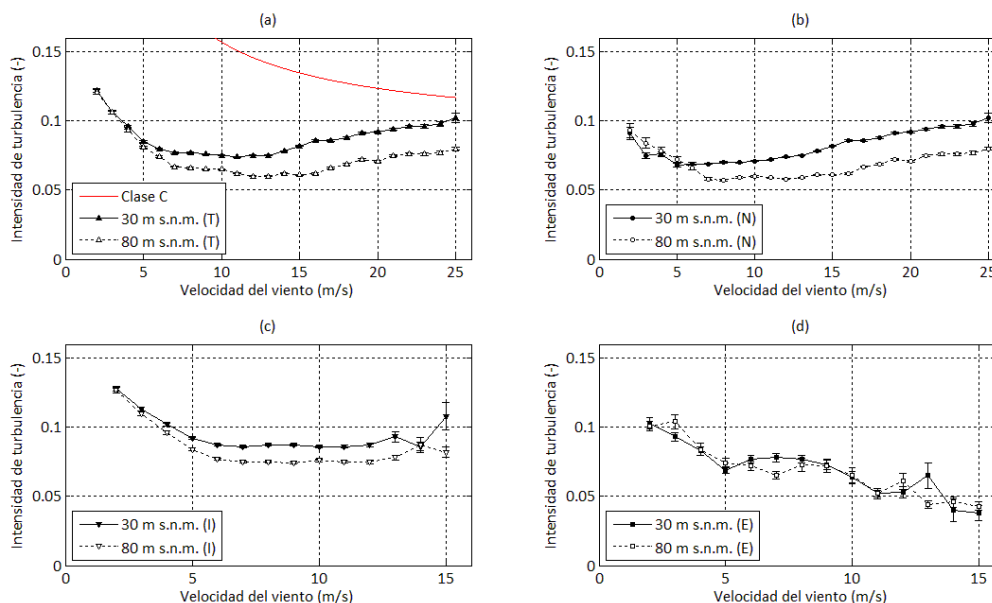 (a)
Intensidad de turbulencia (-)
0.15
0.1
0.05
0
Clase C
30 m s.n.m. (T)
80 m s.n.m. (T)
0 5 10 15 20 25
Velocidad del viento (m/s)
(b)
Intensidad de turbulencia (-)
0.15
0.1
0.05
0
30 m s.n.m. (N)
80 m s.n.m. (N)
0 5 10 15 20 25
Velocidad del viento (m/s)
(c)
Intensidad de turbulencia (-)
0.15
0.1
0.05
0
30 m s.n.m. (I)
80 m s.n.m. (I)
0 5 10 15
Velocidad del viento (m/s)
(d)
Intensidad de turbulencia (-)
0.15
0.1
0.05
0
30 m s.n.m. (E)
80 m s.n.m. (E)
0 5 10 15
Velocidad del viento (m/s)